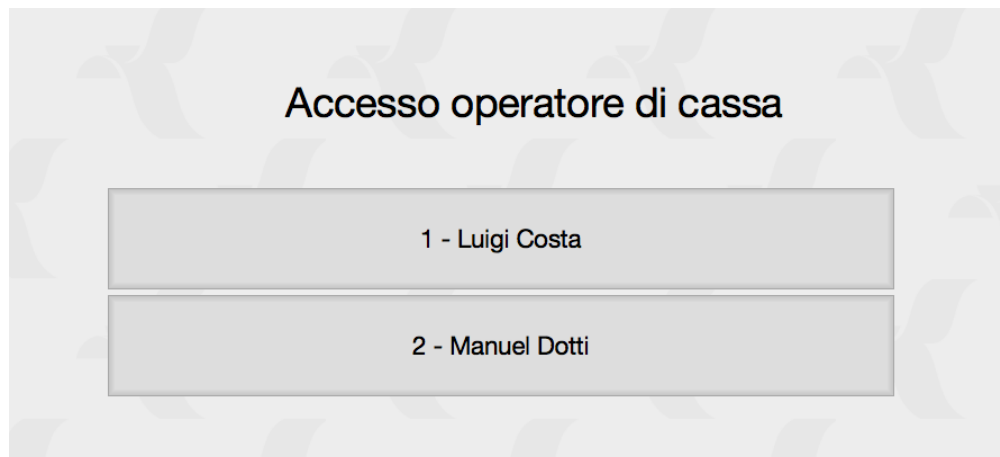 Accesso operatore di cassa
1 - Luigi Costa
2 - Manuel Dotti